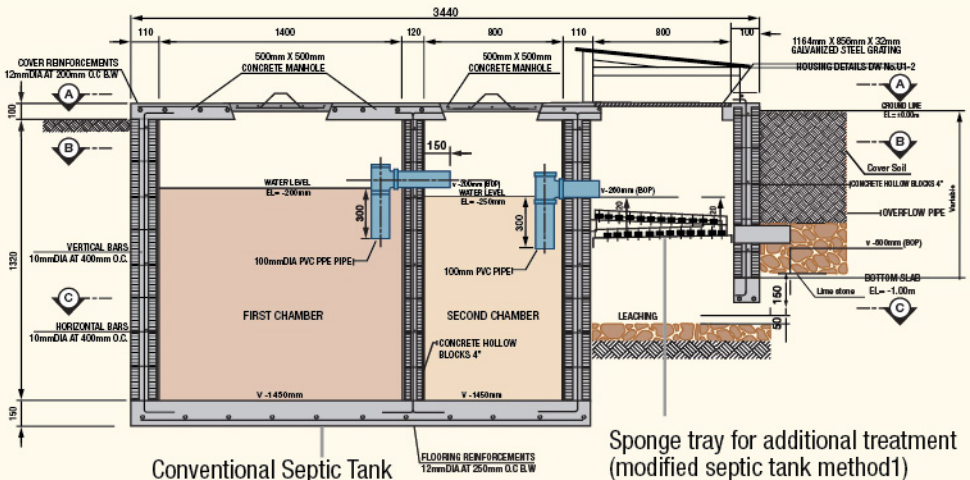 3440
110
1400
120
800
110
800
100
1164mm X 856mm X 32mm
GALVANIZED STEEL GRATING
HOUSING DETAILS DW No.U1-2
COVER REINFORCEMENTS
12mmDIA AT 200mm O.C B.W
500mm X 500mm
CONCRETE MANHOLE
500mm X 500mm
CONCRETE MANHOLE
A
A
100
GROUND LINE
EL= ±0.00m
B
B
150
Cover Soil
WATER LEVEL
EL= -200mm
v -200mm (BOP)
WATER LEVEL
EL= -250mm
v-260mm (BOP)
CONCRETE HOLLOW BLOCKS 4"
Variable
300
300
20
20
OVERFLOW PIPE
VERTICAL BARS
10mmDIA AT 400mm O.C.
100mmDIA PVC PPE PIPE
100mm PVC PIPE
v -600mm (BOP)
1320
BOTTOM SLAB
EL= -1.00m
Lime stone
150
C
C
FIRST CHAMBER
SECOND CHAMBER
LEACHING
50
HORIZONTAL BARS
10mmDIA AT 400mm O.C.
CONCRETE HOLLOW
BLOCKS 4"
V -1450mm
V -1450mm
150
FLOORING REINFORCEMENTS
12mmDIA AT 250mm O.C B.W
Conventional Septic Tank
Sponge tray for additional treatment
(modified septic tank method1)